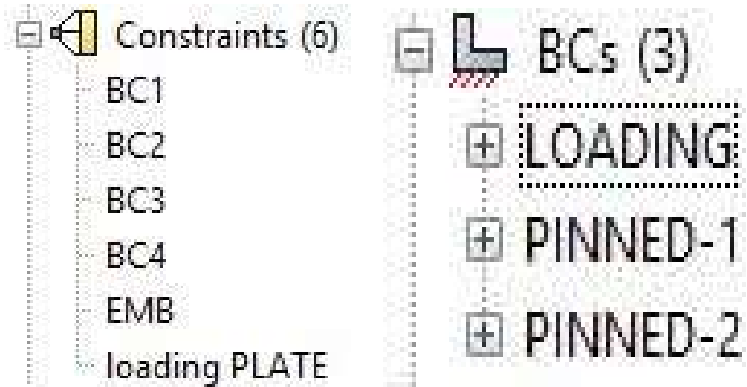 Constraints (6)
BC1
BC2
BC3
BC4
EMB
loading PLATE
BCs (3)
LOADING
PINNED-1
PINNED-2